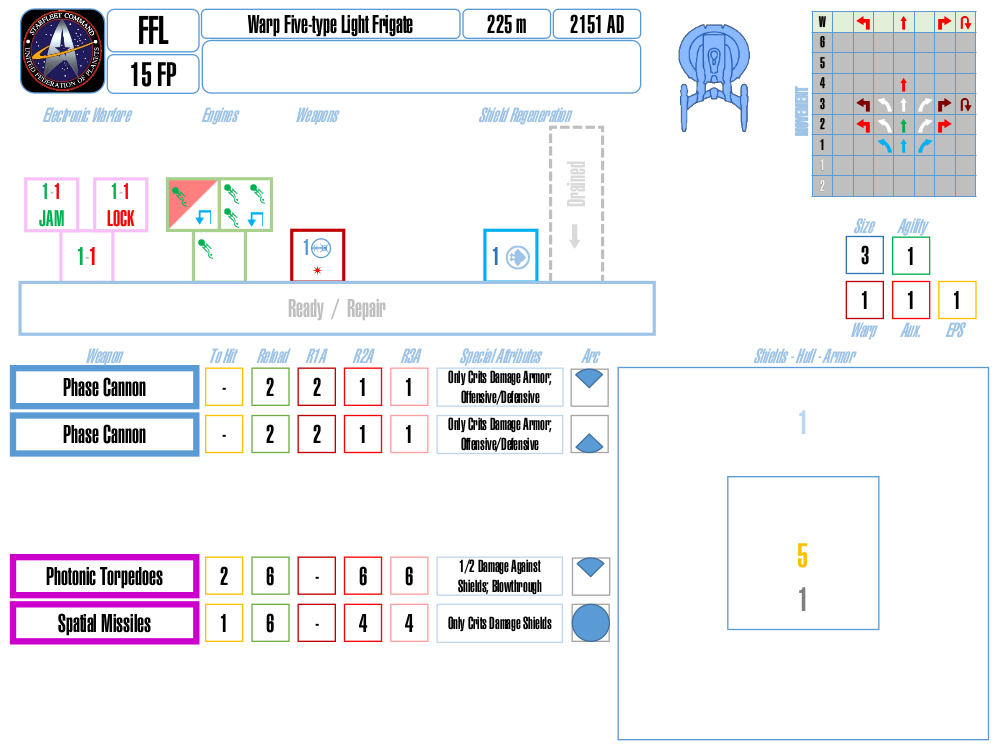 STARFLEET COMMAND
UNITED FEDERATION OF PLANETS
FFL
Warp Five-type Light Frigate
225 m
2151 AD
15 FP
Electronic Warfare
Engines
Weapons
Shield Regeneration
1-1
JAM
1-1
LOCK
1-1
1
1
Drained
Ready / Repair
MOVEMENT
W
6
5
4
3
2
1
1
2
Size
Agility
3
1
1
1
1
Warp
Aux.
EPS
Weapon
To Hit
Reload
R1A
R2A
R3A
Special Attributes
Arc
Phase Cannon
-
2
2
1
1
Only Crits Damage Armor;
Offensive/Defensive
Phase Cannon
-
2
2
1
1
Only Crits Damage Armor;
Offensive/Defensive
Photonic Torpedoes
2
6
-
6
6
1/2 Damage Against
Shields; Blowthrough
Spatial Missiles
1
6
-
4
4
Only Crits Damage Shields
Shields - Hull - Armor
1
5
1